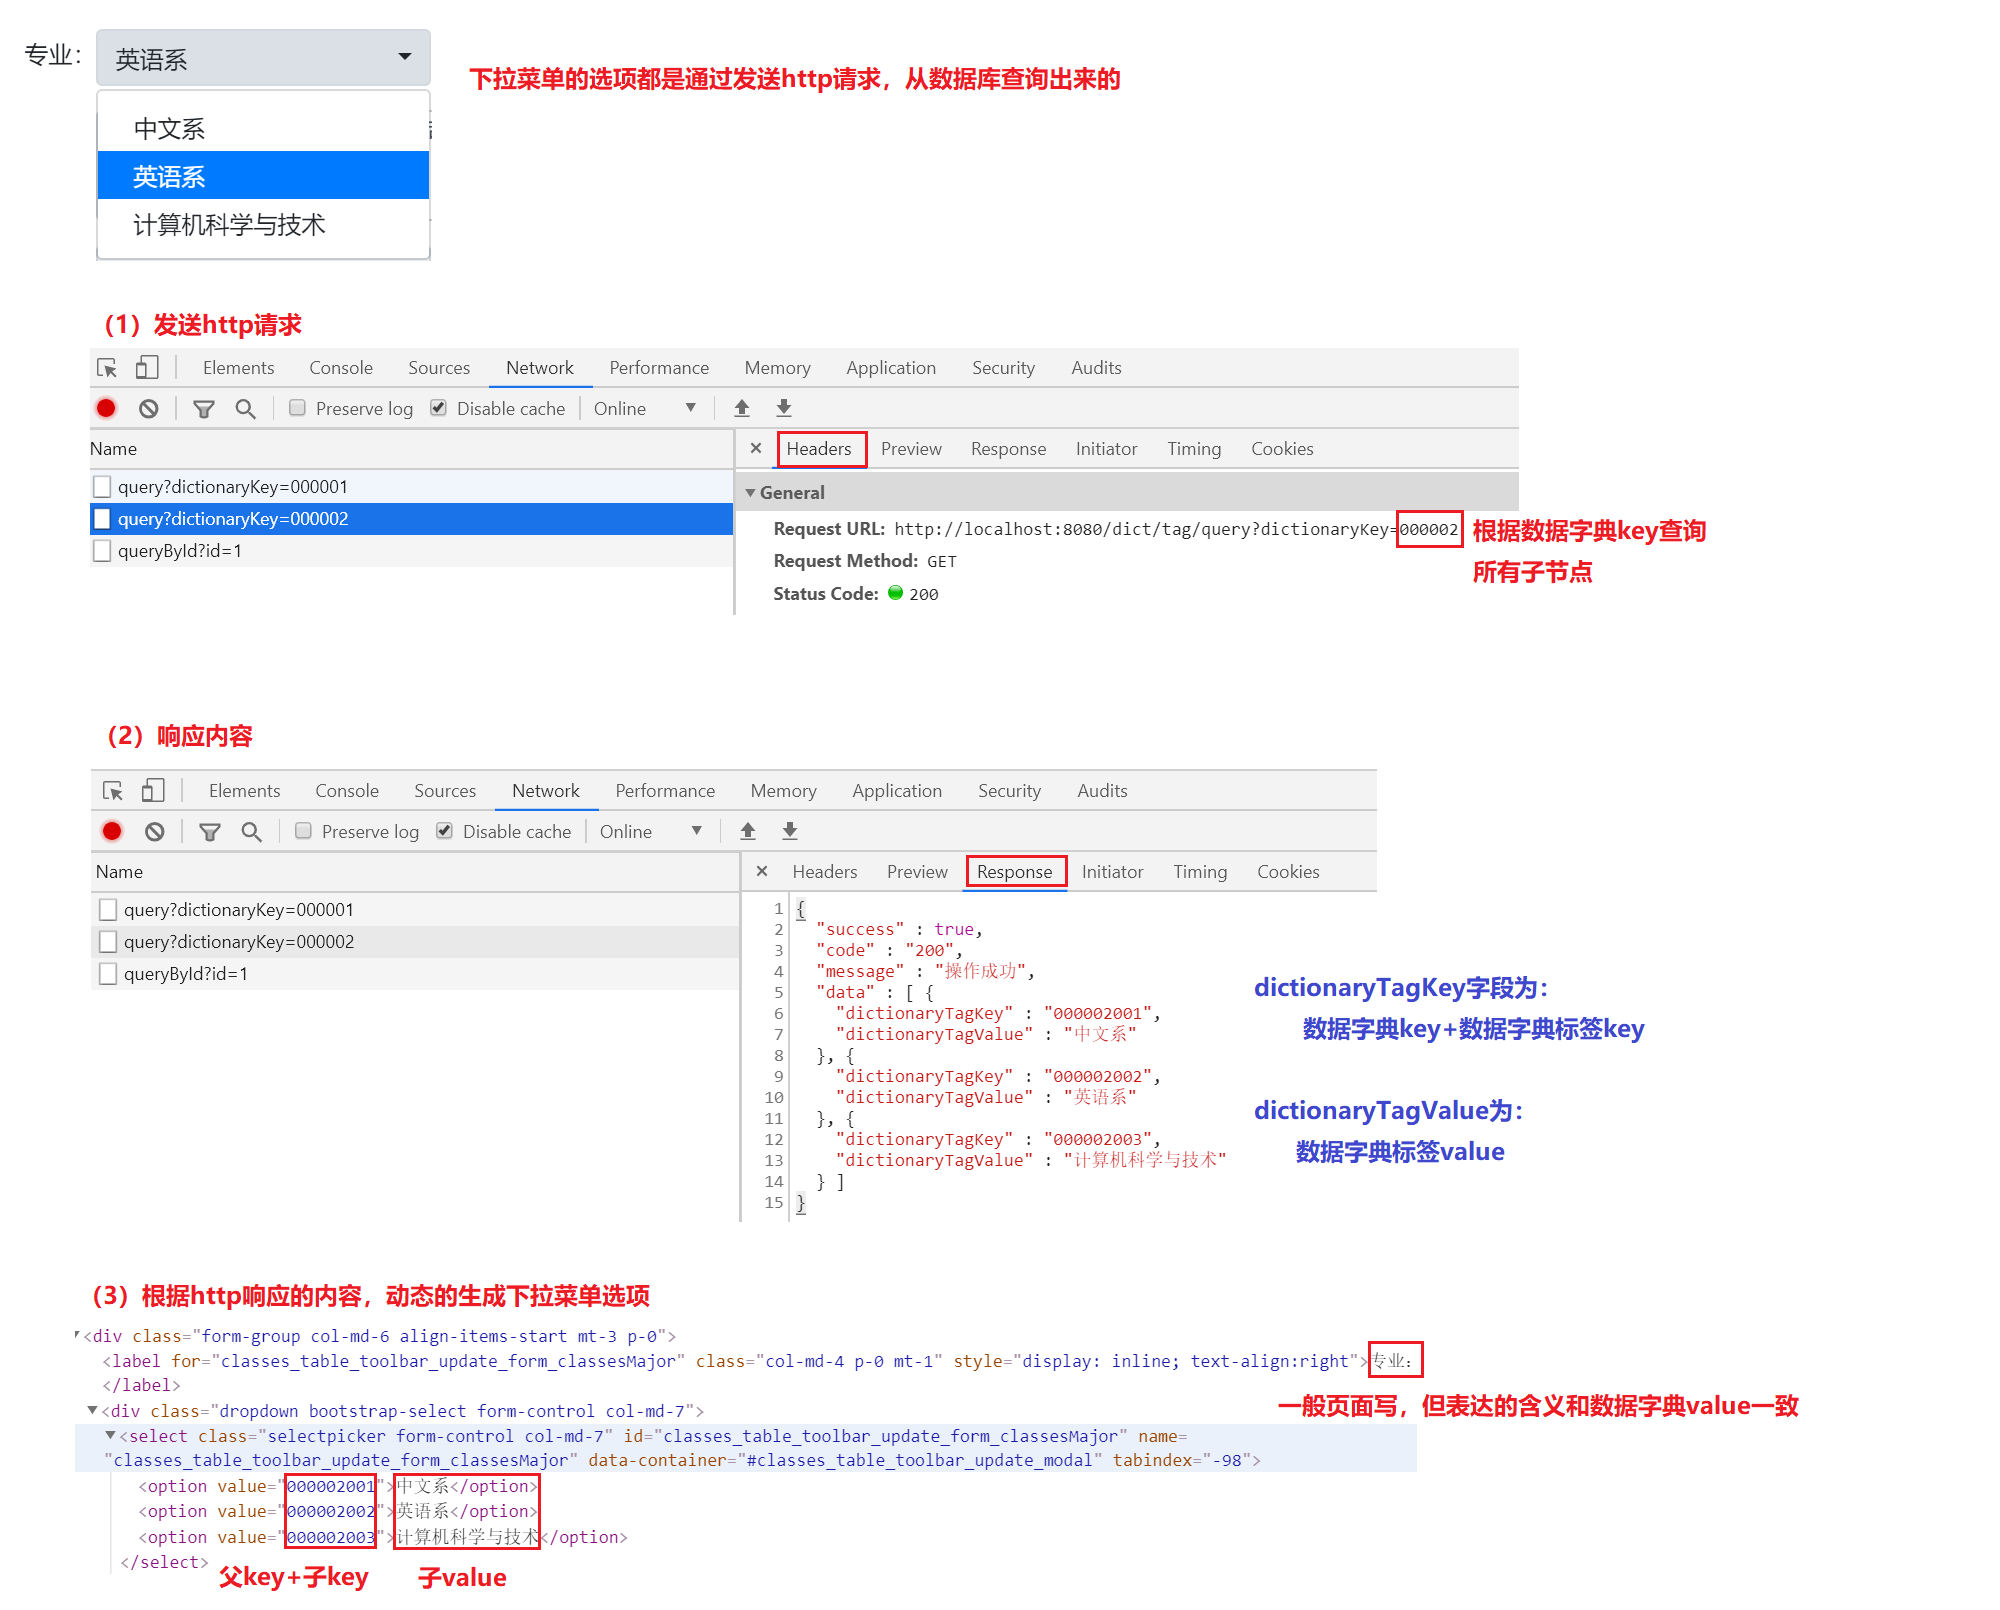 专业：
英语系
下拉菜单的选项都是通过发送http请求，从数据库查询出来的
中文系
英语系
计算机科学与技术
（1）发送http请求
Elements Console Sources Network Performance Memory Application Security Audits
Preserve log Disable cache Online
Name
Headers Preview Response Initiator Timing Cookies
query?dictionaryKey=000001
General
query?dictionaryKey=000002
Request URL: http://localhost:8080/dict/tag/query?dictionaryKey=000002
根据数据字典key查询
所有子节点
queryById?id=1
Request Method: GET
Status Code: 200
（2）响应内容
Elements Console Sources Network Performance Memory Application Security Audits
Preserve log Disable cache Online
Name
Headers Preview Response Initiator Timing Cookies
query?dictionaryKey=000001
query?dictionaryKey=000002
queryById?id=1
1 {
2 "success" : true,
3 "code" : "200",
4 "message" : "操作成功",
5 "data" : [ {
6 "dictionaryTagKey" : "000002001",
7 "dictionaryTagValue" : "中文系"
8 }, {
9 "dictionaryTagKey" : "000002002",
10 "dictionaryTagValue" : "英语系"
11 }, {
12 "dictionaryTagKey" : "000002003",
13 "dictionaryTagValue" : "计算机科学与技术"
14 } ]
15 }
dictionaryTagKey字段为：
数据字典key+数据字典标签key
dictionaryTagValue为：
数据字典标签value
（3）根据http响应的内容，动态的生成下拉菜单选项
<div class="form-group col-md-6 align-items-start mt-3 p-0">
<label for="classes_table_toolbar_update_form_classesMajor" class="col-md-4 p-0 mt-1" style="display: inline; text-align:right">专业：
</label>
一般页面写，但表达的含义和数据字典value一致
<div class="dropdown bootstrap-select form-control col-md-7">
<select class="selectpicker form-control col-md-7" id="classes_table_toolbar_update_form_classesMajor" name=
"classes_table_toolbar_update_form_classesMajor" data-container="#classes_table_toolbar_update_modal" tabindex="-98">
<option value="000002001">中文系</option>
<option value="000002002">英语系</option>
<option value="000002003">计算机科学与技术</option>
</select>
父key+子key
子value